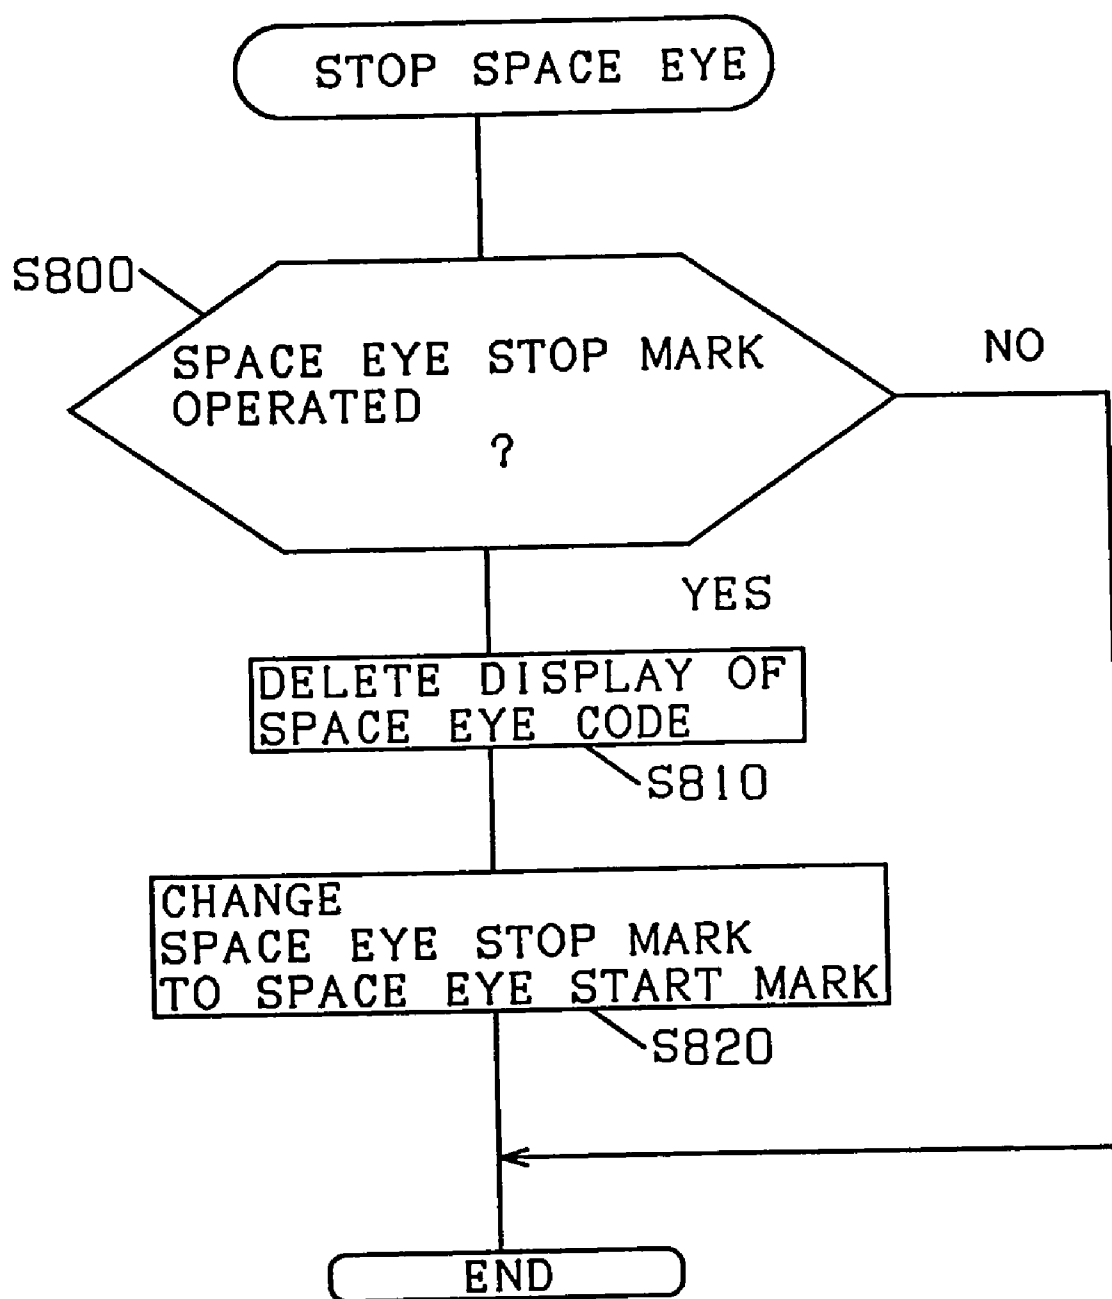 STOP SPACE EYE
S800
SPACE EYE STOP MARK
OPERATED
?
NO
YES
DELETE DISPLAY OF
SPACE EYE CODE
S810
CHANGE
SPACE EYE STOP MARK
TO SPACE EYE START MARK
S820
END